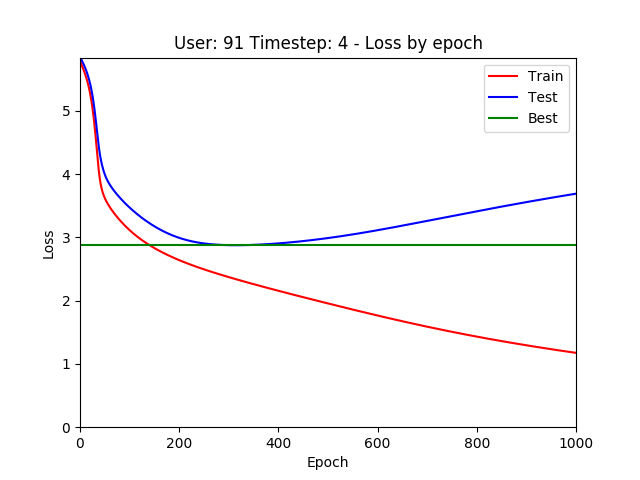 User: 91 Timestep: 4 - Loss by epoch
Train
Test
Best
5
4
3
2
1
0
Loss
0 200 400 600 800 1000
Epoch